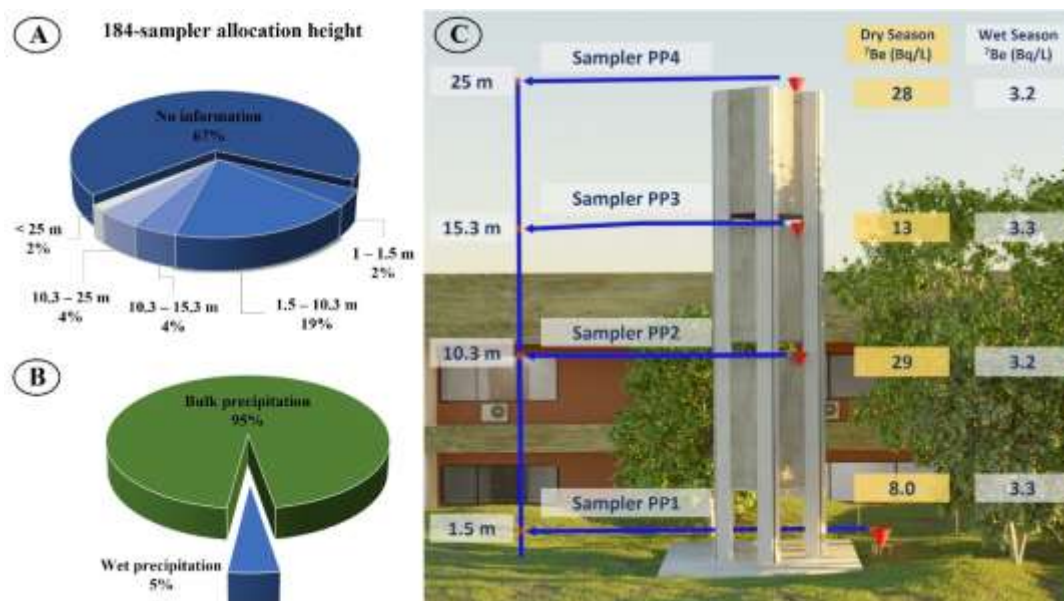 A
184-sampler allocation height
No information
67%
< 25 m
2%
10.3 – 25 m
4%
10.3 – 15.3 m
4%
1.5 – 10.3 m
19%
1 – 1.5 m
2%
B
Bulk precipitation
95%
Wet precipitation
5%
C
Dry Season
⁷Be (Bq/L)
Wet Season
⁷Be (Bq/L)
25 m
Sampler PP4
28
3.2
15.3 m
Sampler PP3
13
3.3
10.3 m
Sampler PP2
29
3.2
1.5 m
Sampler PP1
8.0
3.3